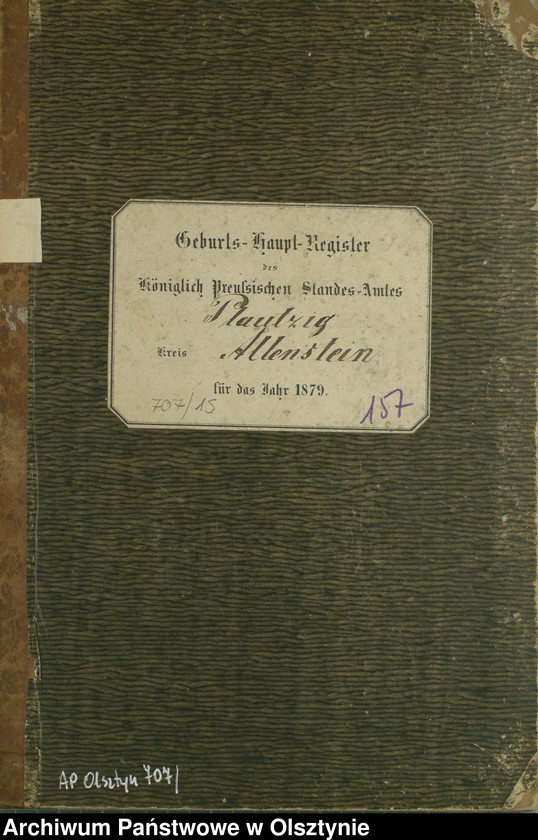 Geburts-Haupt-Register
des
Königlich Preussischen Standes-Amtes
Plautzig
Kreis Allenstein
für das Jahr 1879.
707/15
157
AP Olsztyn 707/
Archiwum Państwowe w Olsztynie